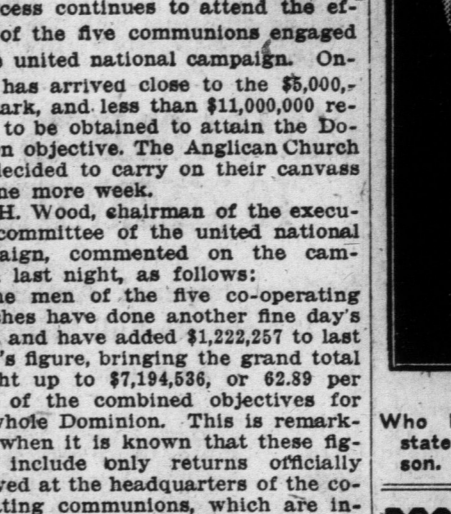 cess continues to attend the ef-
of the five communions engaged
united national campaign. On-
has arrived close to the $5,000,-
ark, and less than $11,000,000 re-
to be obtained to attain the Do-
n objective. The Anglican Church
ecided to carry on their canvass
ne more week.
H. Wood, chairman of the execu-
committee of the united national
aign, commented on the cam-
last night, as follows:
he men of the five co-operating
hes have done another fine day's
and have added $1,222,257 to last
's figure, bringing the grand total
ht up to $7,194,536, or 62.89 per
of the combined objectives for
whole Dominion. This is remark-
when it is known that these fig-
include only returns officially
ved at the headquarters of the co-
ting communions, which are in-
Who
state
son.